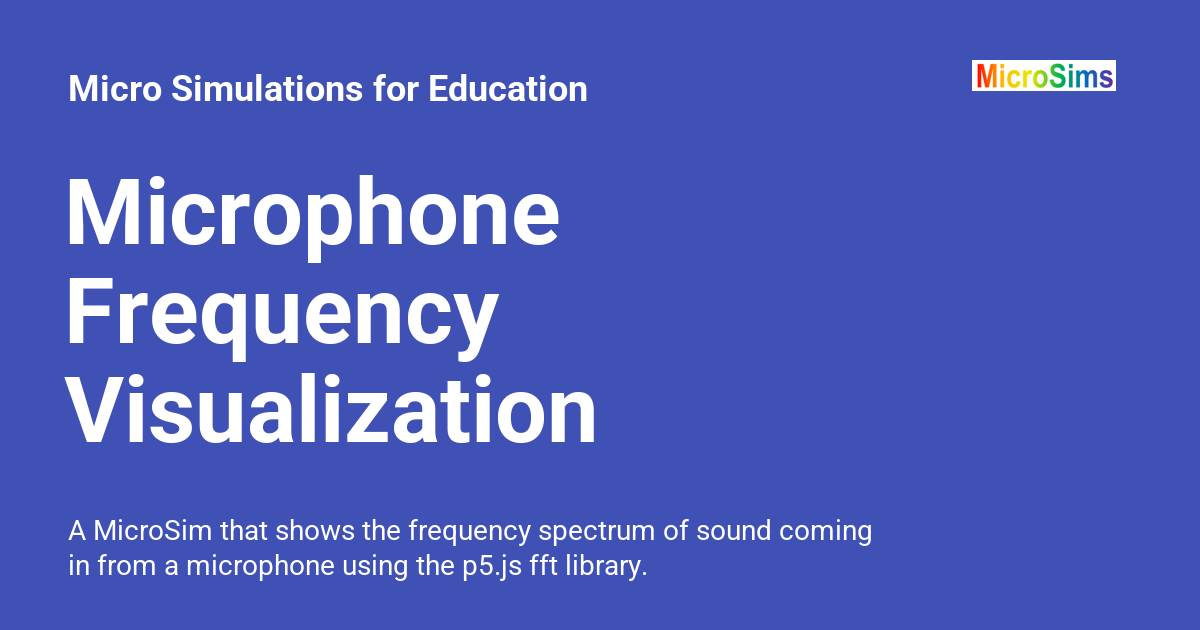 Micro Simulations for Education
MicroSims
Microphone
Frequency
Visualization
A MicroSim that shows the frequency spectrum of sound coming
in from a microphone using the p5.js fft library.